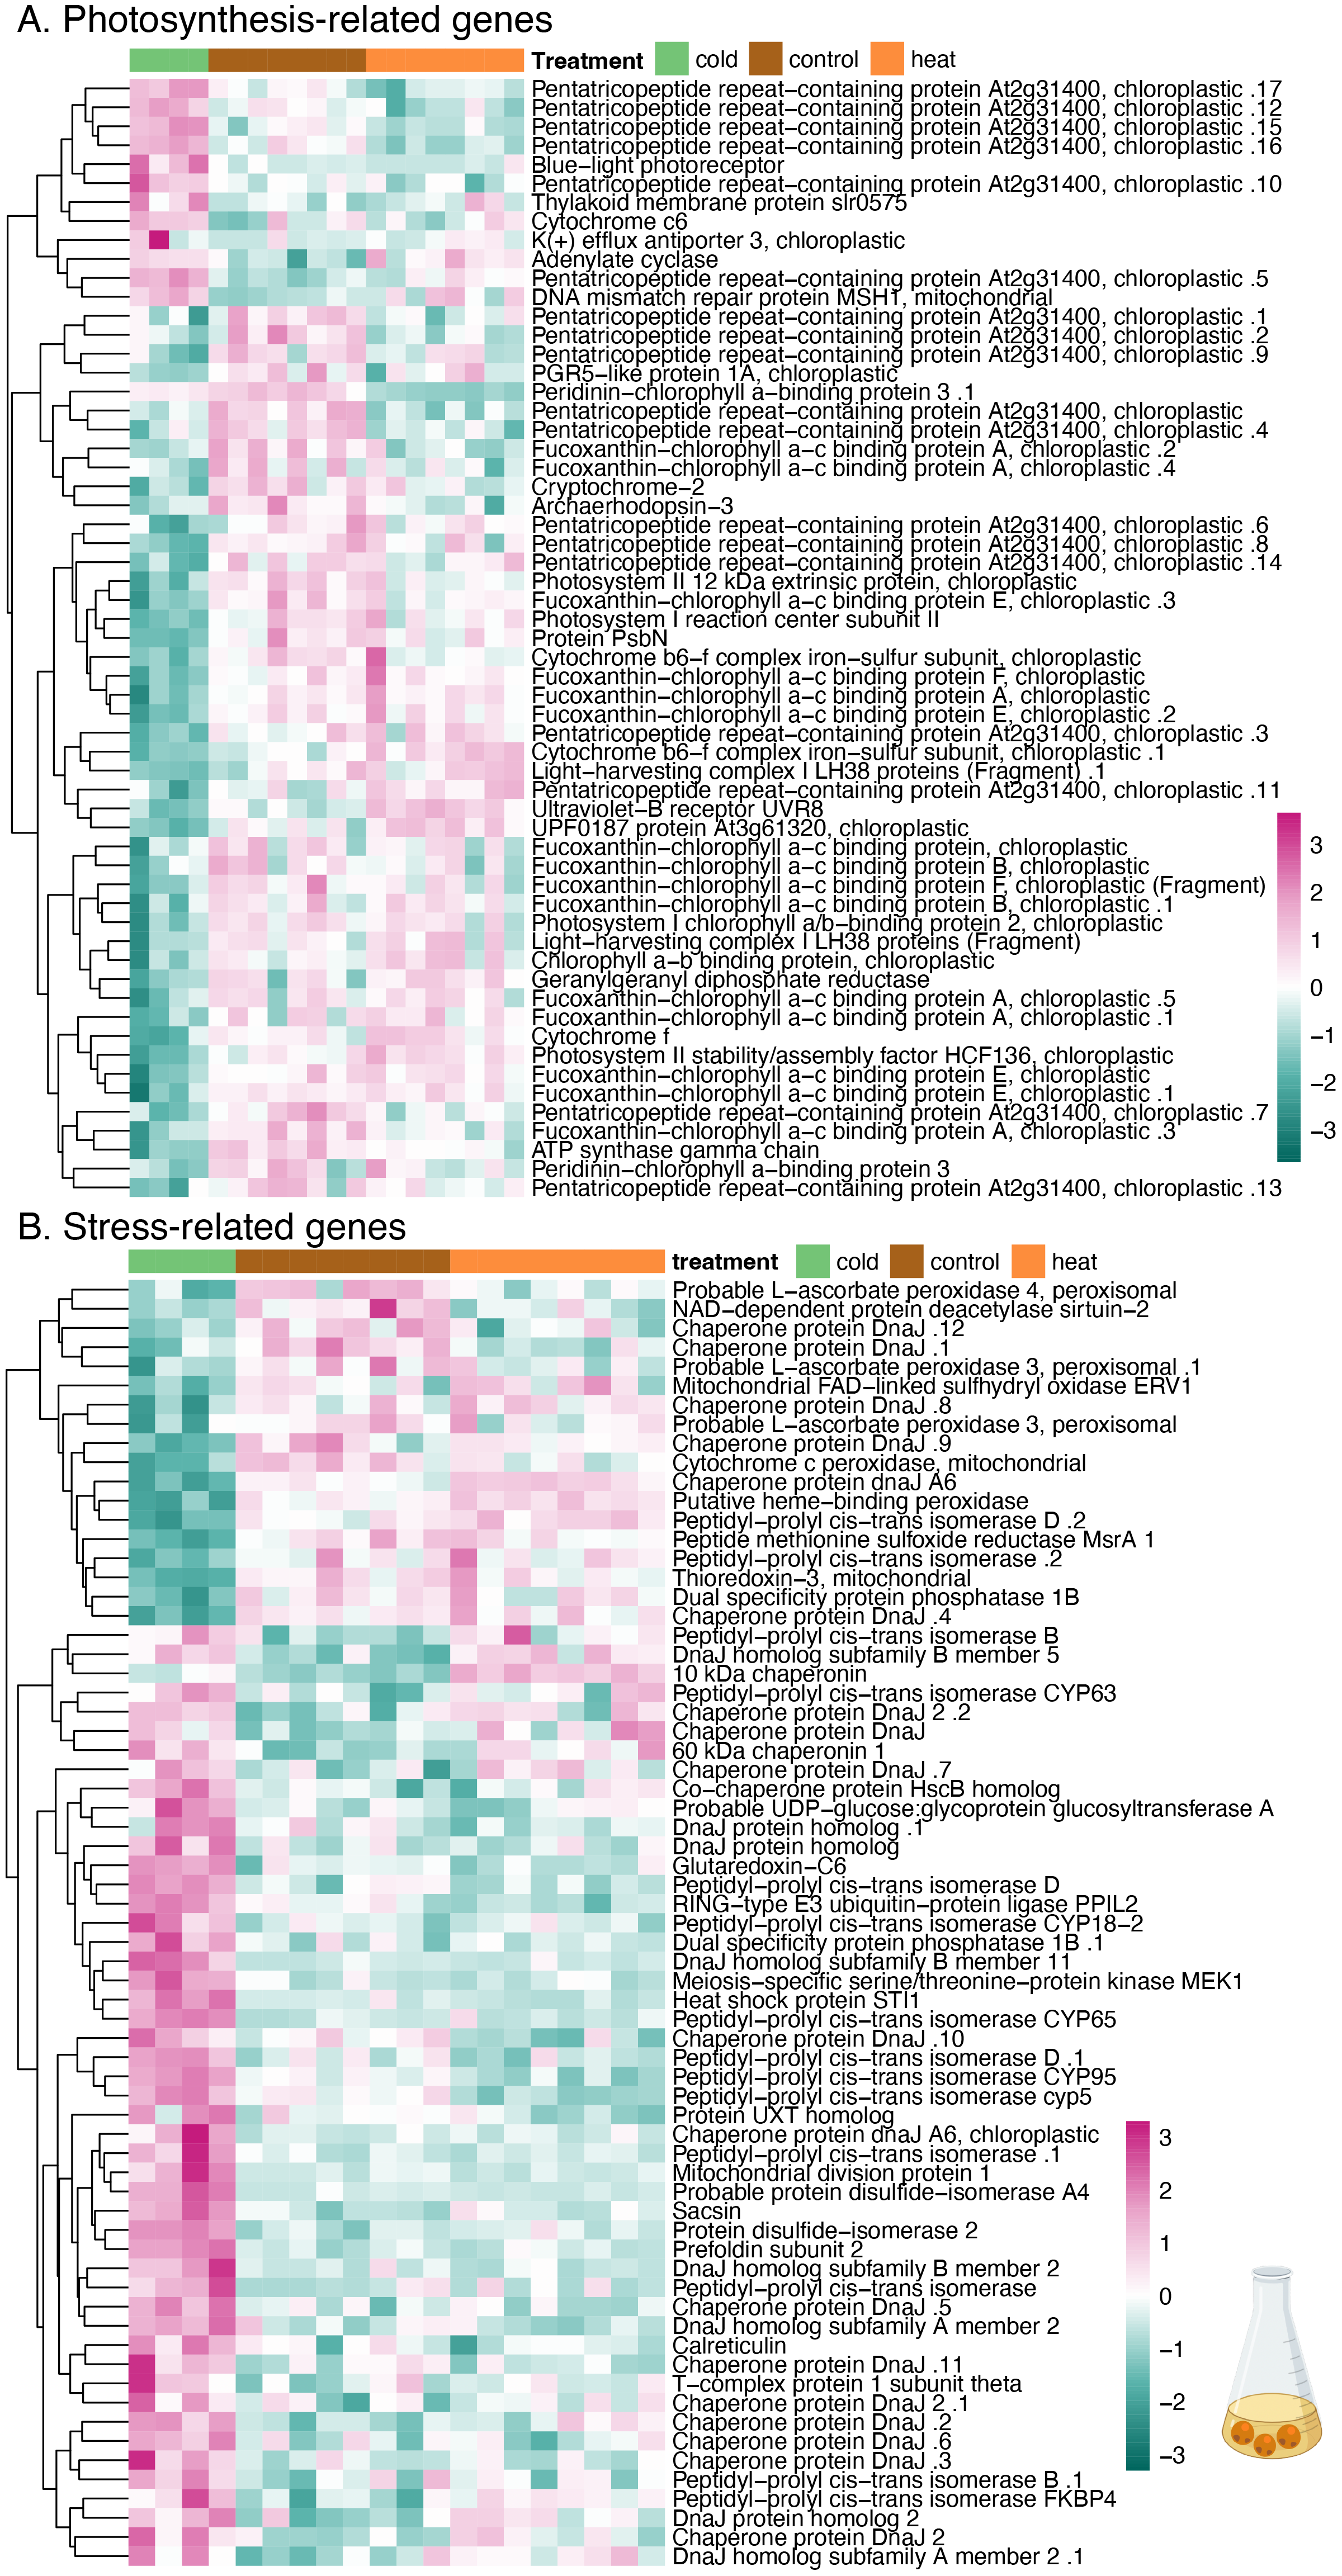 A. Photosynthesis-related genes
Treatment cold control heat
Pentatricopeptide repeat−containing protein At2g31400, chloroplastic .17
Pentatricopeptide repeat−containing protein At2g31400, chloroplastic .12
Pentatricopeptide repeat−containing protein At2g31400, chloroplastic .15
Pentatricopeptide repeat−containing protein At2g31400, chloroplastic .16
Blue−light photoreceptor
Pentatricopeptide repeat−containing protein At2g31400, chloroplastic .10
Thylakoid membrane protein slr0575
Cytochrome c6
K(+) efflux antiporter 3, chloroplastic
Adenylate cyclase
Pentatricopeptide repeat−containing protein At2g31400, chloroplastic .5
DNA mismatch repair protein MSH1, mitochondrial
Pentatricopeptide repeat−containing protein At2g31400, chloroplastic .1
Pentatricopeptide repeat−containing protein At2g31400, chloroplastic .2
Pentatricopeptide repeat−containing protein At2g31400, chloroplastic .9
PGR5−like protein 1A, chloroplastic
Peridinin−chlorophyll a−binding protein 3 .1
Pentatricopeptide repeat−containing protein At2g31400, chloroplastic
Pentatricopeptide repeat−containing protein At2g31400, chloroplastic .4
Fucoxanthin−chlorophyll a−c binding protein A, chloroplastic .2
Fucoxanthin−chlorophyll a−c binding protein A, chloroplastic .4
Cryptochrome−2
Archaerhodopsin−3
Pentatricopeptide repeat−containing protein At2g31400, chloroplastic .6
Pentatricopeptide repeat−containing protein At2g31400, chloroplastic .8
Pentatricopeptide repeat−containing protein At2g31400, chloroplastic .14
Photosystem II 12 kDa extrinsic protein, chloroplastic
Fucoxanthin−chlorophyll a−c binding protein E, chloroplastic .3
Photosystem I reaction center subunit II
Protein PsbN
Cytochrome b6−f complex iron−sulfur subunit, chloroplastic
Fucoxanthin−chlorophyll a−c binding protein F, chloroplastic
Fucoxanthin−chlorophyll a−c binding protein A, chloroplastic
Fucoxanthin−chlorophyll a−c binding protein E, chloroplastic .2
Pentatricopeptide repeat−containing protein At2g31400, chloroplastic .3
Cytochrome b6−f complex iron−sulfur subunit, chloroplastic .1
Light−harvesting complex I LH38 proteins (Fragment) .1
Pentatricopeptide repeat−containing protein At2g31400, chloroplastic .11
Ultraviolet−B receptor UVR8
UPF0187 protein At3g61320, chloroplastic
Fucoxanthin−chlorophyll a−c binding protein, chloroplastic
Fucoxanthin−chlorophyll a−c binding protein B, chloroplastic
Fucoxanthin−chlorophyll a−c binding protein F, chloroplastic (Fragment)
Fucoxanthin−chlorophyll a−c binding protein B, chloroplastic .1
Photosystem I chlorophyll a/b−binding protein 2, chloroplastic
Light−harvesting complex I LH38 proteins (Fragment)
Chlorophyll a−b binding protein, chloroplastic
Geranylgeranyl diphosphate reductase
Fucoxanthin−chlorophyll a−c binding protein A, chloroplastic .5
Fucoxanthin−chlorophyll a−c binding protein A, chloroplastic .1
Cytochrome f
Photosystem II stability/assembly factor HCF136, chloroplastic
Fucoxanthin−chlorophyll a−c binding protein E, chloroplastic
Fucoxanthin−chlorophyll a−c binding protein E, chloroplastic .1
Pentatricopeptide repeat−containing protein At2g31400, chloroplastic .7
Fucoxanthin−chlorophyll a−c binding protein A, chloroplastic .3
ATP synthase gamma chain
Peridinin−chlorophyll a−binding protein 3
Pentatricopeptide repeat−containing protein At2g31400, chloroplastic .13
3
2
1
0
−1
−2
−3
B. Stress-related genes
treatment cold control heat
Probable L−ascorbate peroxidase 4, peroxisomal
NAD−dependent protein deacetylase sirtuin−2
Chaperone protein DnaJ .12
Chaperone protein DnaJ .1
Probable L−ascorbate peroxidase 3, peroxisomal .1
Mitochondrial FAD−linked sulfhydryl oxidase ERV1
Chaperone protein DnaJ .8
Probable L−ascorbate peroxidase 3, peroxisomal
Chaperone protein DnaJ .9
Cytochrome c peroxidase, mitochondrial
Chaperone protein dnaJ A6
Putative heme−binding peroxidase
Peptidyl−prolyl cis−trans isomerase D .2
Peptide methionine sulfoxide reductase MsrA 1
Peptidyl−prolyl cis−trans isomerase .2
Thioredoxin−3, mitochondrial
Dual specificity protein phosphatase 1B
Chaperone protein DnaJ .4
Peptidyl−prolyl cis−trans isomerase B
DnaJ homolog subfamily B member 5
10 kDa chaperonin
Peptidyl−prolyl cis−trans isomerase CYP63
Chaperone protein DnaJ 2 .2
Chaperone protein DnaJ
60 kDa chaperonin 1
Chaperone protein DnaJ .7
Co−chaperone protein HscB homolog
Probable UDP−glucose:glycoprotein glucosyltransferase A
DnaJ protein homolog .1
DnaJ protein homolog
Glutaredoxin−C6
Peptidyl−prolyl cis−trans isomerase D
RING−type E3 ubiquitin−protein ligase PPIL2
Peptidyl−prolyl cis−trans isomerase CYP18−2
Dual specificity protein phosphatase 1B .1
DnaJ homolog subfamily B member 11
Meiosis−specific serine/threonine−protein kinase MEK1
Heat shock protein STI1
Peptidyl−prolyl cis−trans isomerase CYP65
Chaperone protein DnaJ .10
Peptidyl−prolyl cis−trans isomerase D .1
Peptidyl−prolyl cis−trans isomerase CYP95
Peptidyl−prolyl cis−trans isomerase cyp5
Protein UXT homolog
Chaperone protein dnaJ A6, chloroplastic
Peptidyl−prolyl cis−trans isomerase .1
Mitochondrial division protein 1
Probable protein disulfide−isomerase A4
Sacsin
Protein disulfide−isomerase 2
Prefoldin subunit 2
DnaJ homolog subfamily B member 2
Peptidyl−prolyl cis−trans isomerase
Chaperone protein DnaJ .5
DnaJ homolog subfamily A member 2
Calreticulin
Chaperone protein DnaJ .11
T−complex protein 1 subunit theta
Chaperone protein DnaJ 2 .1
Chaperone protein DnaJ .2
Chaperone protein DnaJ .6
Chaperone protein DnaJ .3
Peptidyl−prolyl cis−trans isomerase B .1
Peptidyl−prolyl cis−trans isomerase FKBP4
DnaJ protein homolog 2
Chaperone protein DnaJ 2
DnaJ homolog subfamily A member 2 .1
3
2
1
0
−1
−2
−3